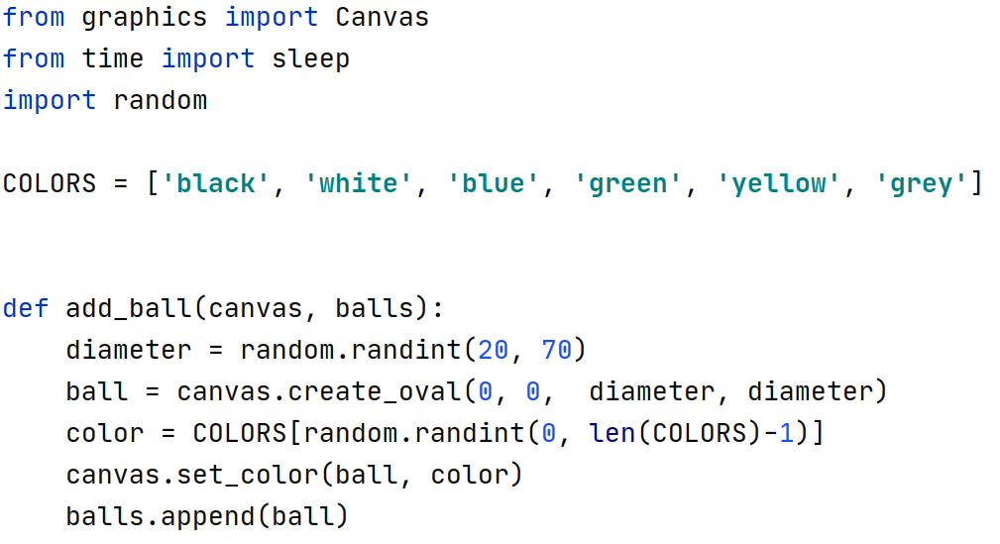 from graphics import Canvas
from time import sleep
import random

COLORS = ['black', 'white', 'blue', 'green', 'yellow', 'grey']


def add_ball(canvas, balls):
    diameter = random.randint(20, 70)
    ball = canvas.create_oval(0, 0,  diameter, diameter)
    color = COLORS[random.randint(0, len(COLORS)-1)]
    canvas.set_color(ball, color)
    balls.append(ball)